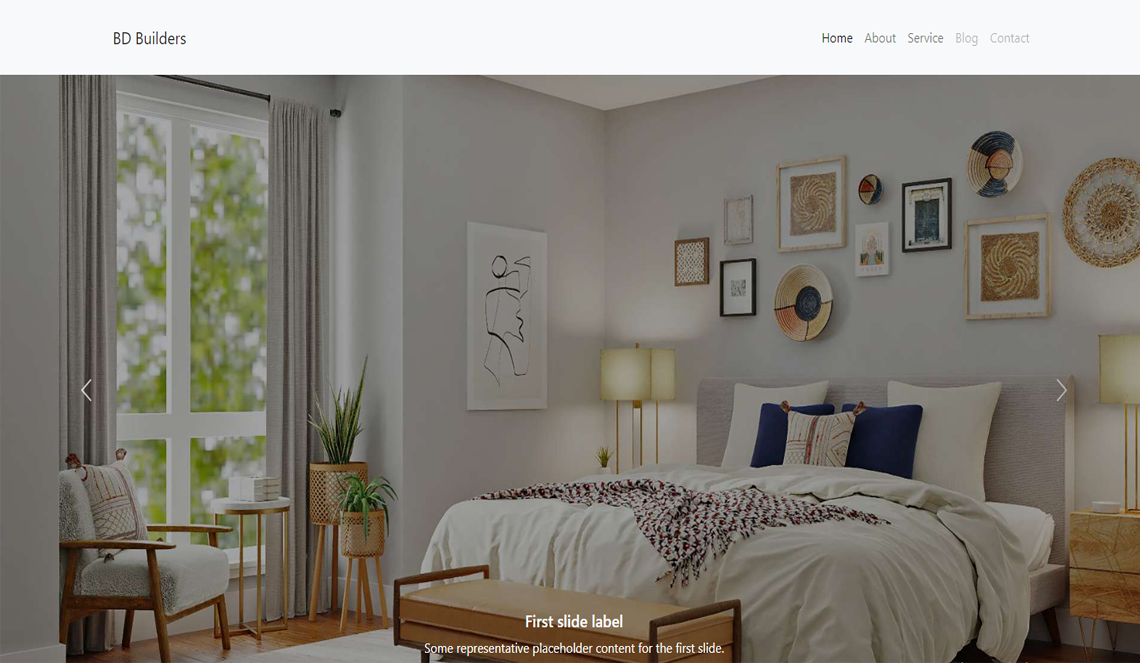 BD Builders
Home About Service Blog Contact
First slide label
Some representative placeholder content for the first slide.